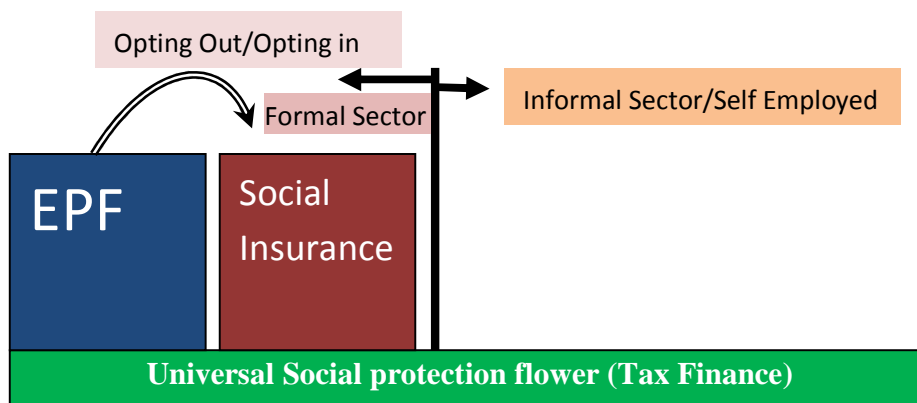 Opting Out/Opting in
Informal Sector/Self Employed
Formal Sector
EPF
Social
Insurance
Universal Social protection flower (Tax Finance)